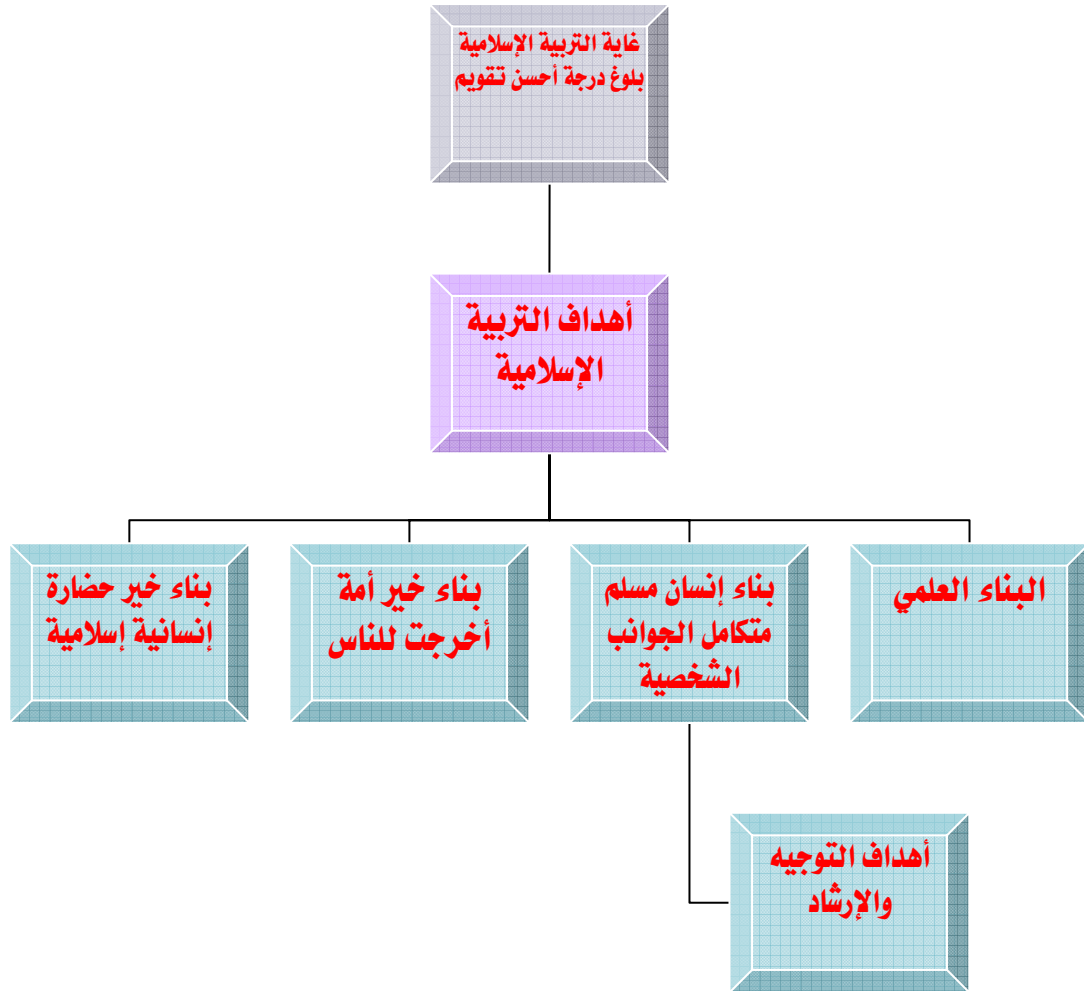 غاية التربية الإسلامية
بلوغ درجة أحسن تقويم
أهداف التربية
الإسلامية
البناء العلمي
بناء إنسان مسلم
متكامل الجوانب
الشخصية
بناء خير أمة
أخرجت للناس
بناء خير حضارة
إنسانية إسلامية
أهداف التوجيه
والإرشاد